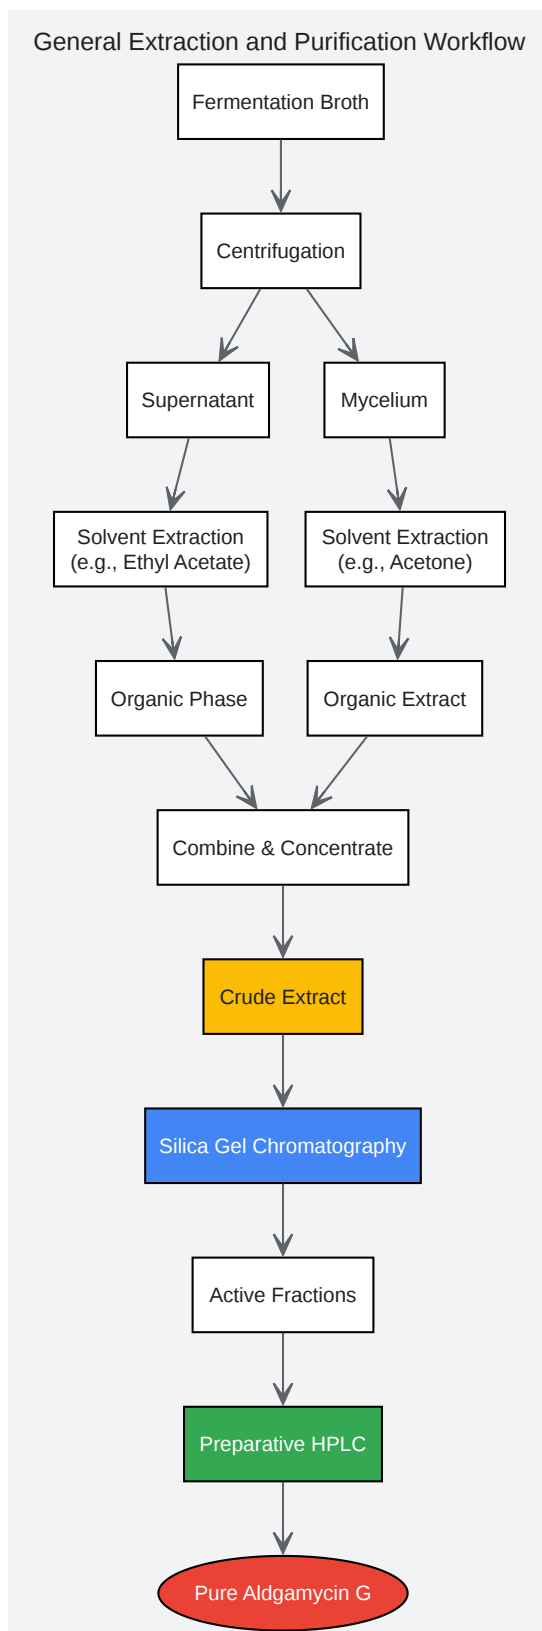 General Extraction and Purification Workflow
Fermentation Broth
Centrifugation
Supernatant
Mycelium
Solvent Extraction
(e.g., Ethyl Acetate)
Solvent Extraction
(e.g., Acetone)
Organic Phase
Organic Extract
Combine & Concentrate
Crude Extract
Silica Gel Chromatography
Active Fractions
Preparative HPLC
Pure Aldgamycin G